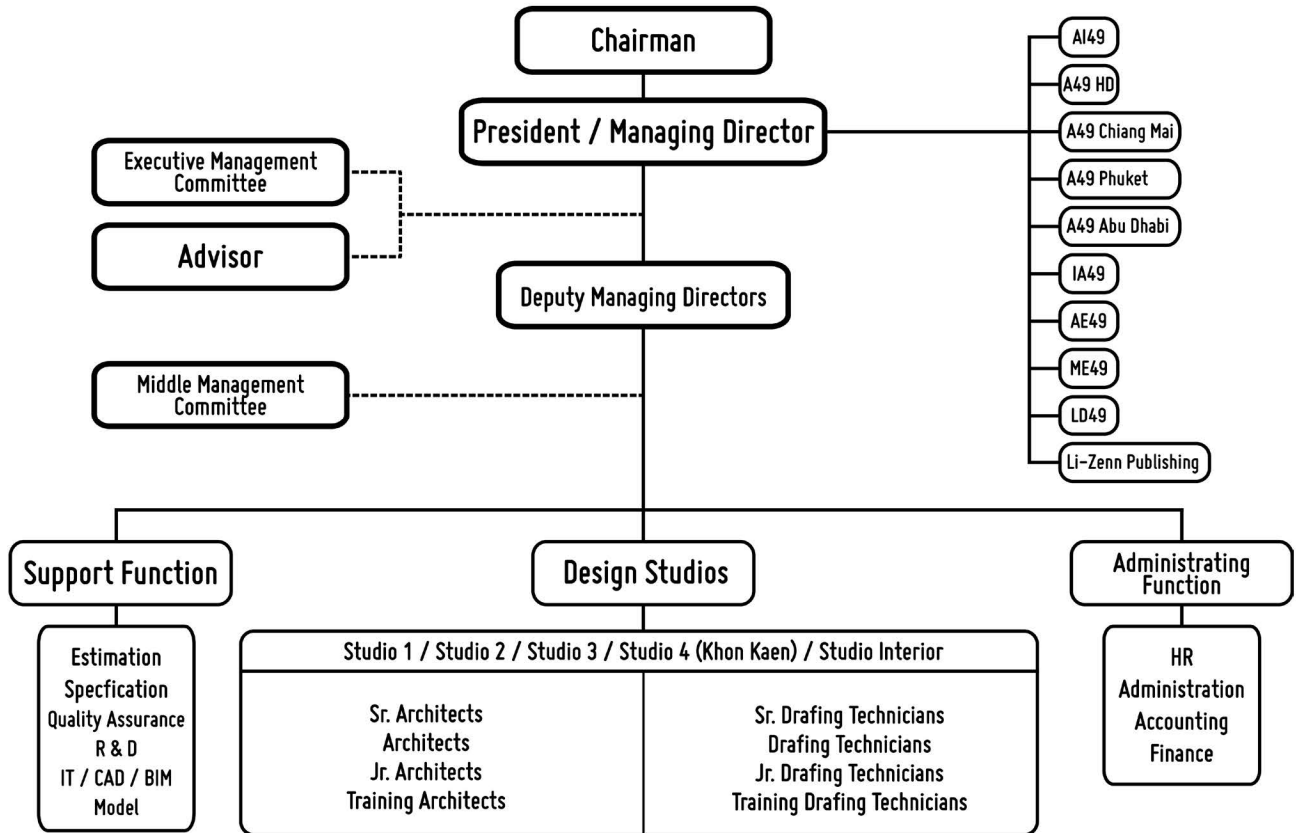 Chairman
President / Managing Director
Executive Management
Committee
Advisor
Deputy Managing Directors
Middle Management
Committee
AI49
A49 HD
A49 Chiang Mai
A49 Phuket
A49 Abu Dhabi
IA49
AE49
ME49
LD49
Li-Zenn Publishing
Support Function
Estimation
Specfication
Quality Assurance
R & D
IT / CAD / BIM
Model
Design Studios
Studio 1 / Studio 2 / Studio 3 / Studio 4 (Khon Kaen) / Studio Interior
Sr. Architects
Architects
Jr. Architects
Training Architects
Sr. Drafing Technicians
Drafing Technicians
Jr. Drafing Technicians
Training Drafing Technicians
Administrating
Function
HR
Administration
Accounting
Finance